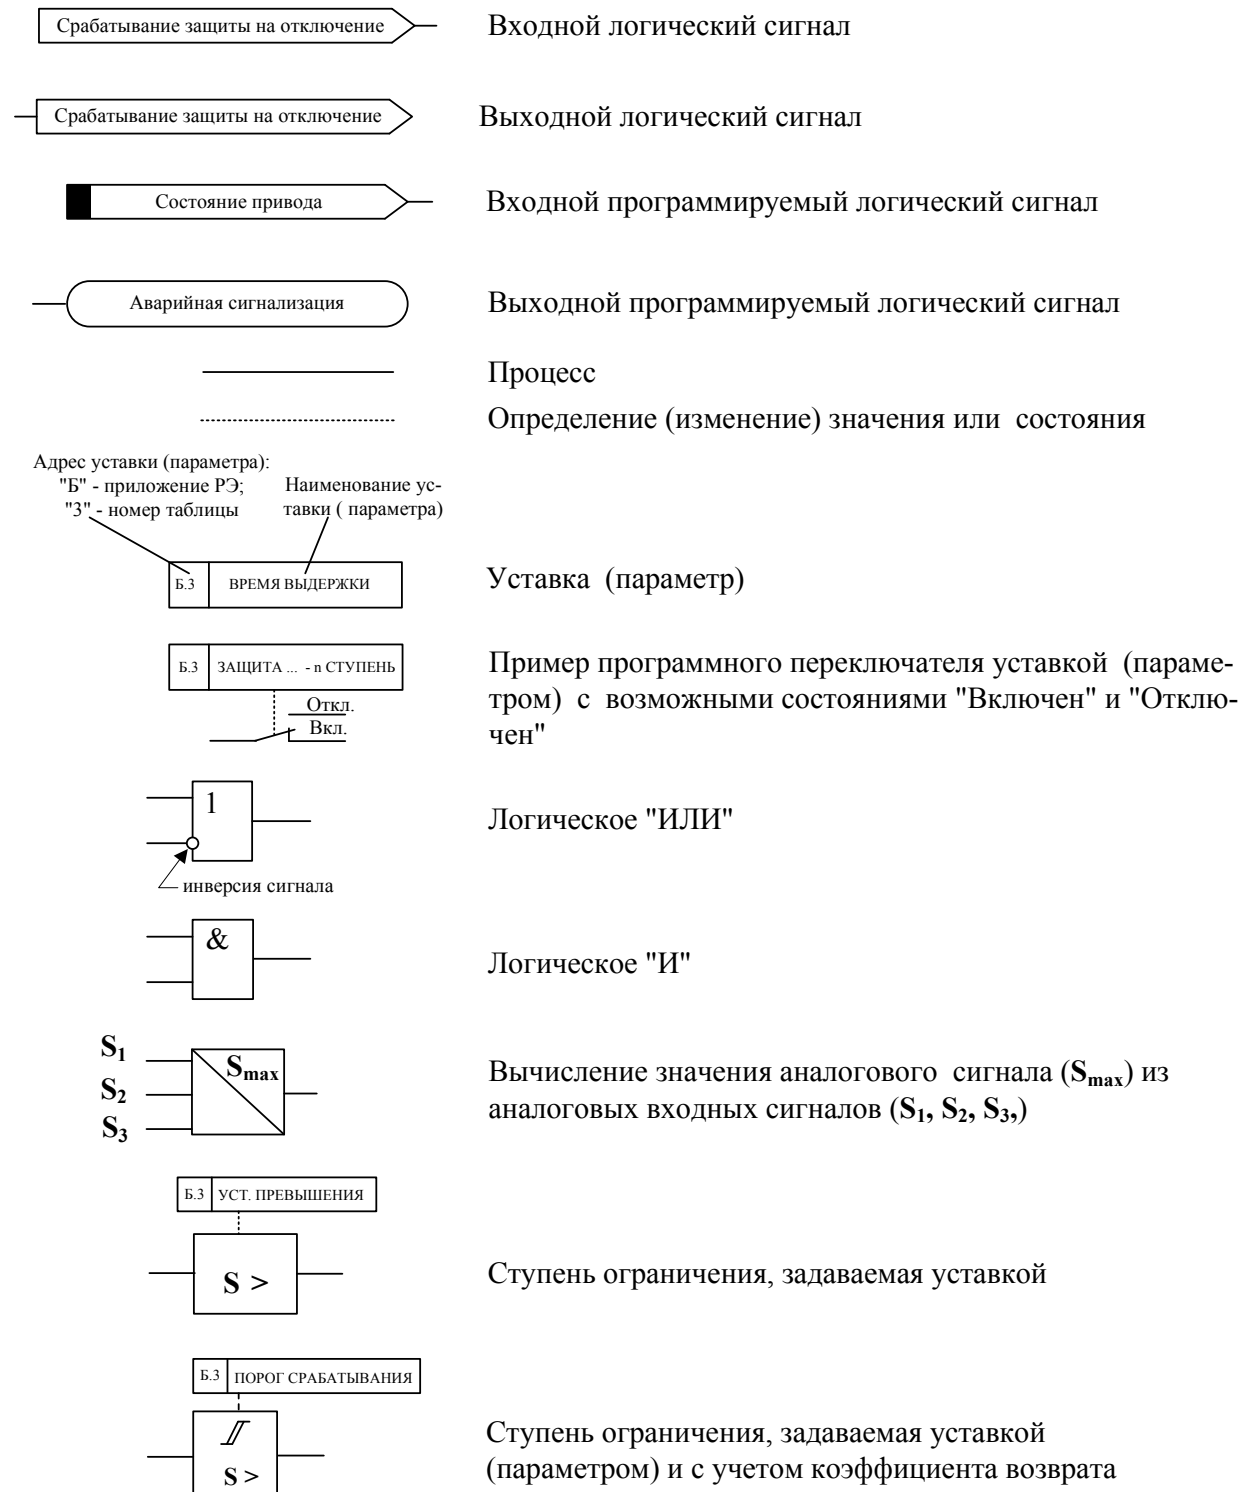 Срабатывание защиты на отключение
Входной логический сигнал
Срабатывание защиты на отключение
Выходной логический сигнал
Состояние привода
Входной программируемый логический сигнал
Аварийная сигнализация
Выходной программируемый логический сигнал
Процесс
Определение (изменение) значения или состояния
Адрес уставки (параметра):
"Б" - приложение РЭ;
"3" - номер таблицы
Наименование ус-
тавки ( параметра)
Б.3 ВРЕМЯ ВЫДЕРЖКИ
Уставка (параметр)
Б.3 ЗАЩИТА ... - n СТУПЕНЬ
Откл.
Вкл.
Пример программного переключателя уставкой (параме-
тром) с возможными состояниями "Включен" и "Отклю-
чен"
1
инверсия сигнала
Логическое "ИЛИ"
&
Логическое "И"
S1
S2
S3
Smax
Вычисление значения аналогового сигнала (Smax) из
аналоговых входных сигналов (S1, S2, S3,)
Б.3 УСТ. ПРЕВЫШЕНИЯ
S >
Ступень ограничения, задаваемая уставкой
Б.3 ПОРОГ СРАБАТЫВАНИЯ
S >
Ступень ограничения, задаваемая уставкой
(параметром) и с учетом коэффициента возврата